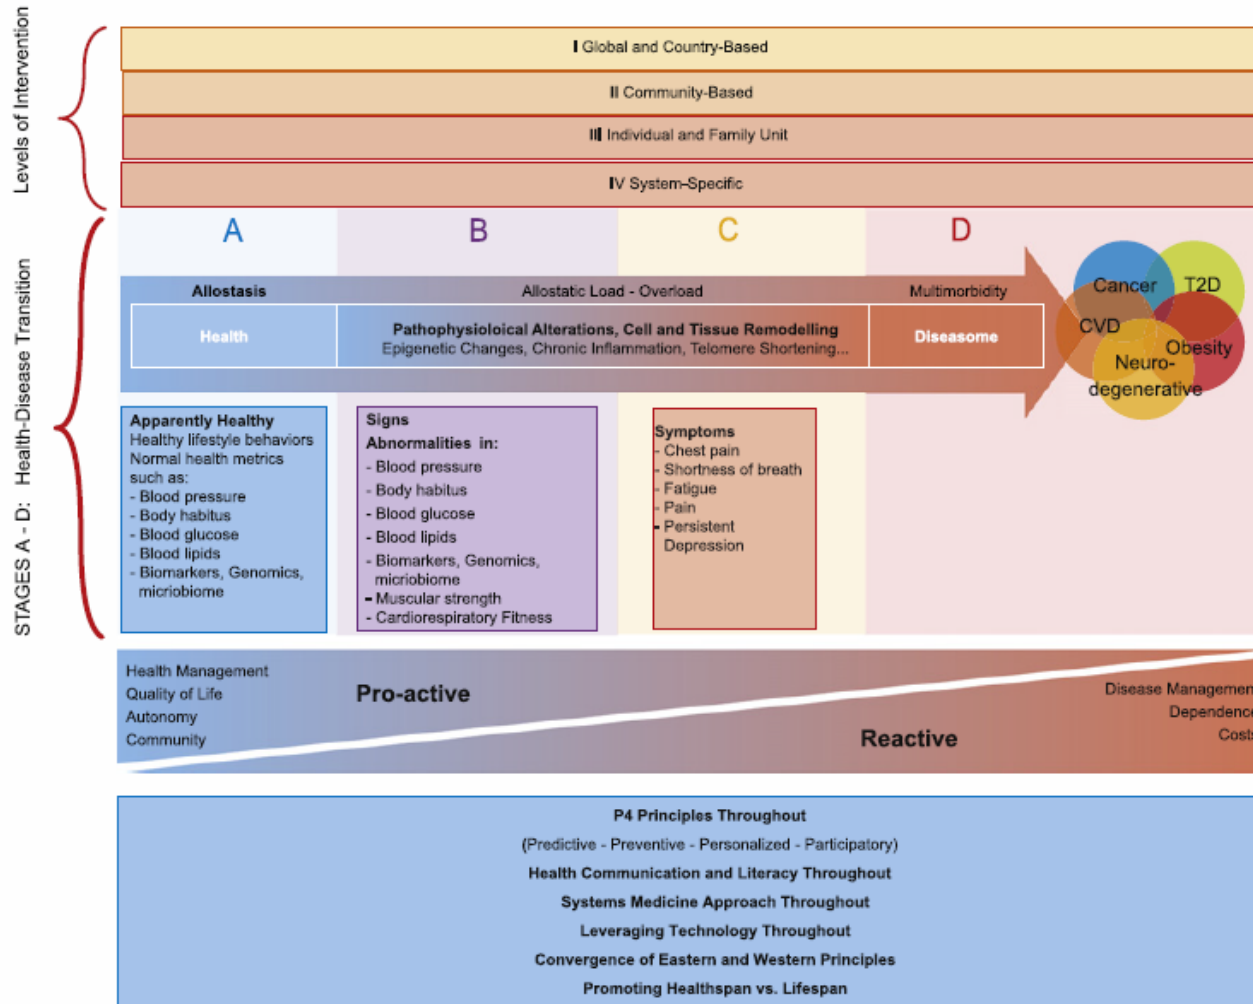 Levels of Intervention
I Global and Country-Based
II Community-Based
III Individual and Family Unit
IV System-Specific
STAGES A - D: Health-Disease Transition
A
B
C
D
Allostasis
Allostatic Load - Overload
Multimorbidity
Health
Pathophysioloical Alterations, Cell and Tissue Remodelling
Epigenetic Changes, Chronic Inflammation, Telomere Shortening...
Diseasome
Cancer
T2D
CVD
Obesity
Neuro-
degenerative
Apparently Healthy
Healthy lifestyle behaviors
Normal health metrics
such as:
- Blood pressure
- Body habitus
- Blood glucose
- Blood lipids
- Biomarkers, Genomics,
micriobiome
Signs
Abnormalities in:
- Blood pressure
- Body habitus
- Blood glucose
- Blood lipids
- Biomarkers, Genomics,
micriobiome
- Muscular strength
- Cardiorespiratory Fitness
Symptoms
- Chest pain
- Shortness of breath
- Fatigue
- Pain
- Persistent
Depression
Health Management
Quality of Life
Autonomy
Community
Pro-active
Reactive
Disease Managemen
Dependence
Costs
P4 Principles Throughout
(Predictive - Preventive - Personalized - Participatory)
Health Communication and Literacy Throughout
Systems Medicine Approach Throughout
Leveraging Technology Throughout
Convergence of Eastern and Western Principles
Promoting Healthspan vs. Lifespan